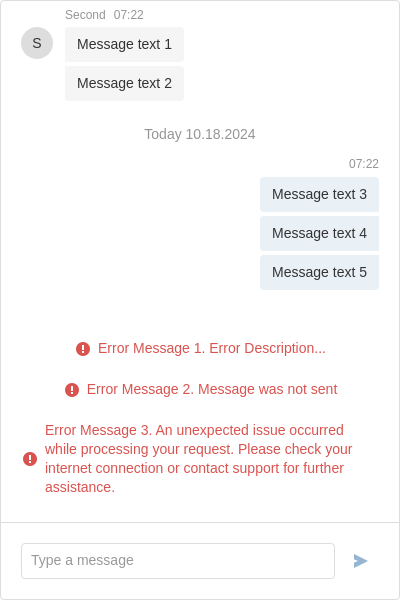 Second 07:22
S
Message text 1
Message text 2
Today 10.18.2024
07:22
Message text 3
Message text 4
Message text 5
Error Message 1. Error Description...
Error Message 2. Message was not sent
Error Message 3. An unexpected issue occurred
while processing your request. Please check your
internet connection or contact support for further
assistance.
Type a message